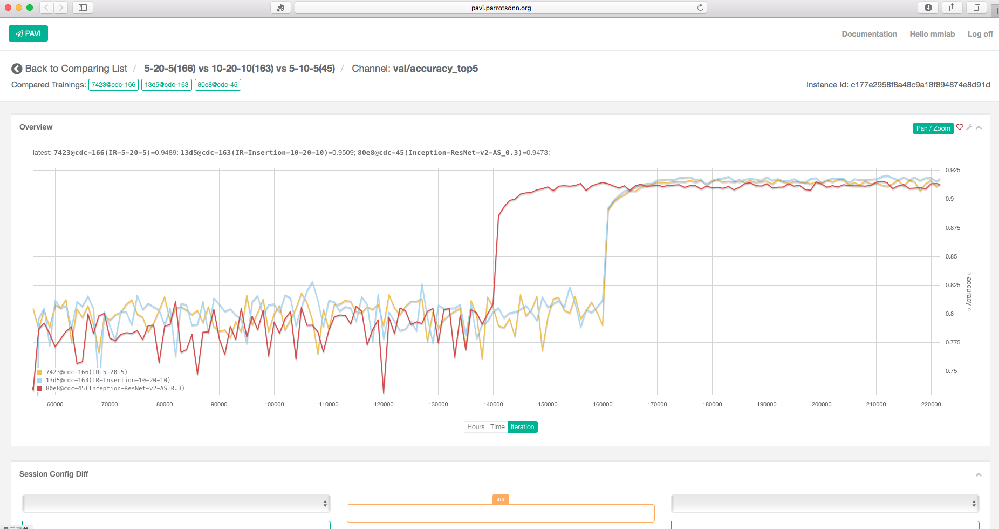 pavi.parrotsdnn.org
PAVI
Documentation Hello mmlab Log off
Back to Comparing List / 5-20-5(166) vs 10-20-10(163) vs 5-10-5(45) / Channel: val/accuracy_top5
Compared Trainings: 7423@cdc-166 13d5@cdc-163 80e8@cdc-45
Instance Id: c177e2958f8a48c9a18f894874e8d91d
Overview
Pan / Zoom
latest: 7423@cdc-166(IR-5-20-5)=0.9489; 13d5@cdc-163(IR-Insertion-10-20-10)=0.9509; 80e8@cdc-45(Inception-ResNet-v2-AS_0.3)=0.9473;
0.925
0.9
0.875
0.85
0.825
0.8
0.775
0.75
accuracy
7423@cdc-166(IR-5-20-5)
13d5@cdc-163(IR-Insertion-10-20-10)
80e8@cdc-45(Inception-ResNet-v2-AS_0.3)
60000 70000 80000 90000 100000 110000 120000 130000 140000 150000 160000 170000 180000 190000 200000 210000 220000
Hours Time Iteration
Session Config Diff
diff